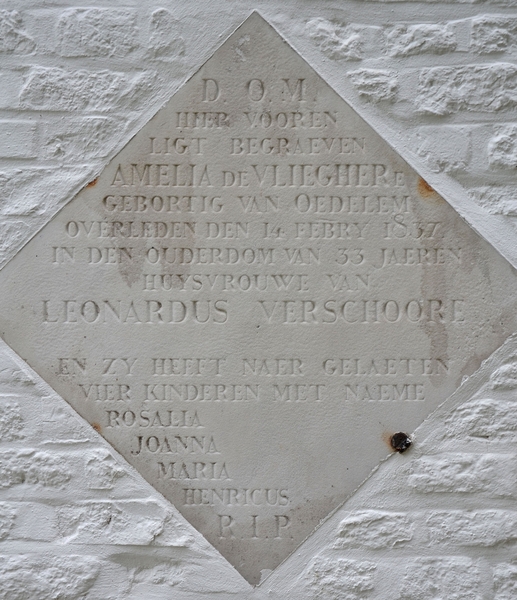 D. O. M.
HIER VOOREN
LIGT BEGRAEVEN
AMELIA DE VLIEGHERE
GEBORTIG VAN OEDELEM
OVERLEDEN DEN 14 FEBRY 1837
IN DEN OUDERDOM VAN 33 JAEREN
HUYSVROUWE VAN
LEONARDUS VERSCHOORE
EN ZY HEEFT NAER GELAETEN
VIER KINDEREN MET NAEME
ROSALIA
JOANNA
MARIA
HENRICUS.
R.I.P.